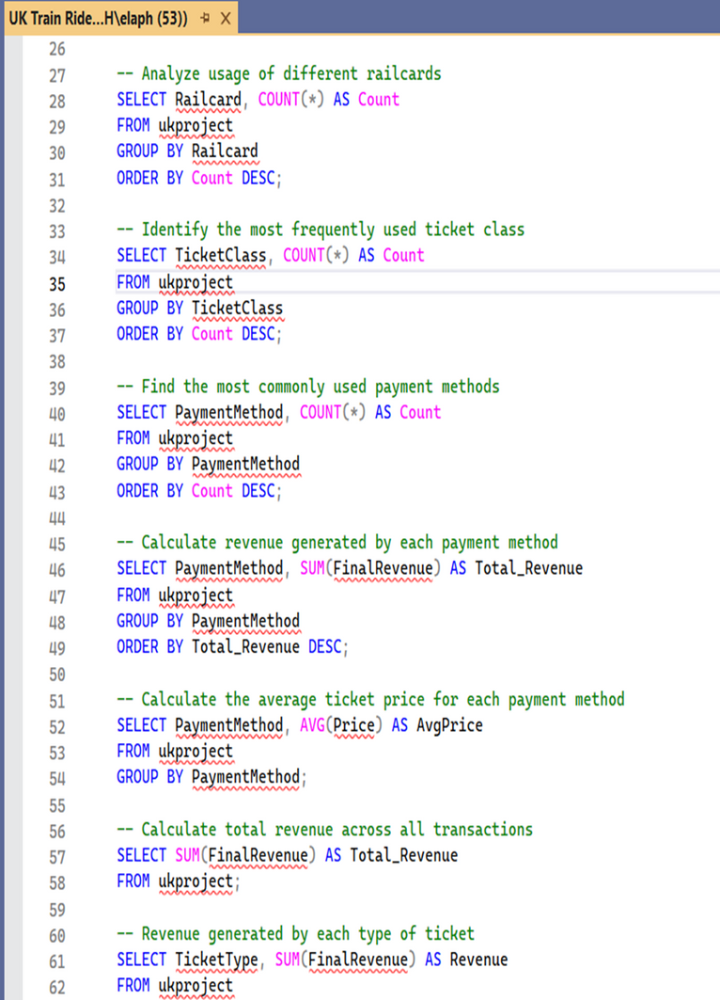 UK Train Ride...H\elaph (53))
26
27 -- Analyze usage of different railcards
28 SELECT Railcard, COUNT(*) AS Count
29 FROM ukproject
30 GROUP BY Railcard
31 ORDER BY Count DESC;
32
33 -- Identify the most frequently used ticket class
34 SELECT TicketClass, COUNT(*) AS Count
35 FROM ukproject
36 GROUP BY TicketClass
37 ORDER BY Count DESC;
38
39 -- Find the most commonly used payment methods
40 SELECT PaymentMethod, COUNT(*) AS Count
41 FROM ukproject
42 GROUP BY PaymentMethod
43 ORDER BY Count DESC;
44
45 -- Calculate revenue generated by each payment method
46 SELECT PaymentMethod, SUM(FinalRevenue) AS Total_Revenue
47 FROM ukproject
48 GROUP BY PaymentMethod
49 ORDER BY Total_Revenue DESC;
50
51 -- Calculate the average ticket price for each payment method
52 SELECT PaymentMethod, AVG(Price) AS AvgPrice
53 FROM ukproject
54 GROUP BY PaymentMethod;
55
56 -- Calculate total revenue across all transactions
57 SELECT SUM(FinalRevenue) AS Total_Revenue
58 FROM ukproject;
59
60 -- Revenue generated by each type of ticket
61 SELECT TicketType, SUM(FinalRevenue) AS Revenue
62 FROM ukproject